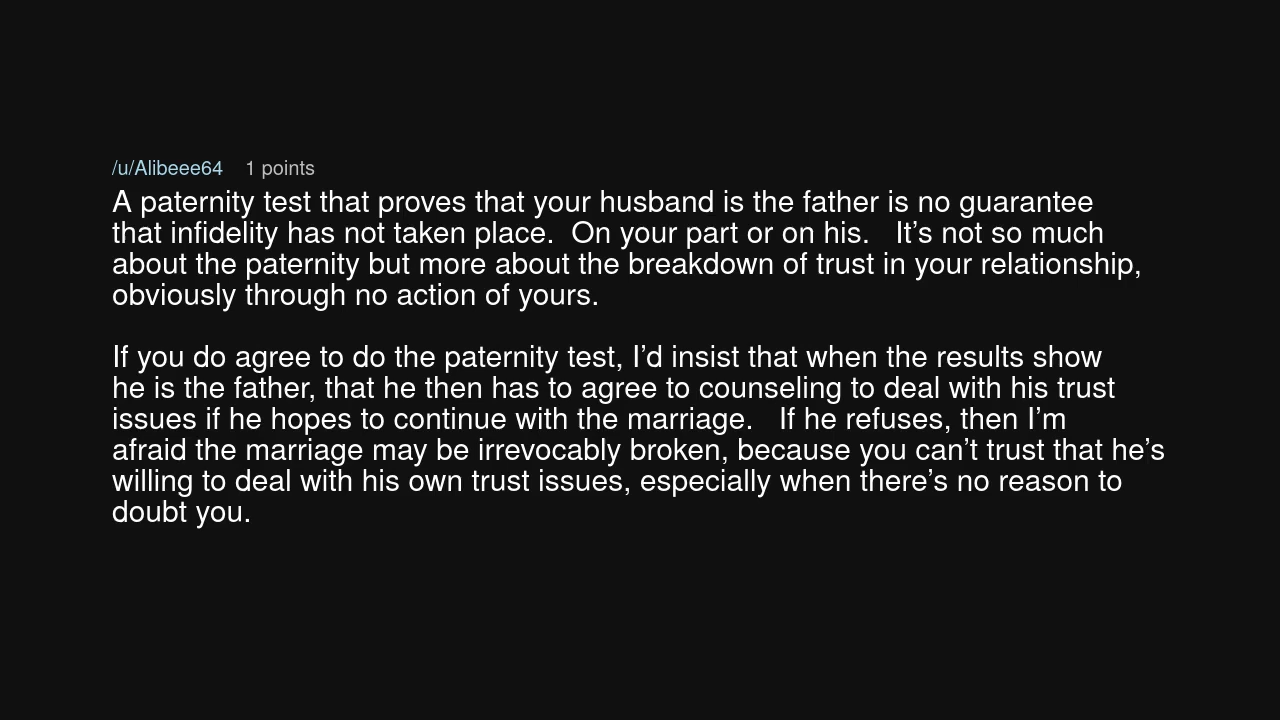 /u/Alibeee64 1 points
A paternity test that proves that your husband is the father is no guarantee
that infidelity has not taken place.  On your part or on his.   It’s not so much
about the paternity but more about the breakdown of trust in your relationship,
obviously through no action of yours.
If you do agree to do the paternity test, I’d insist that when the results show
he is the father, that he then has to agree to counseling to deal with his trust
issues if he hopes to continue with the marriage.   If he refuses, then I’m
afraid the marriage may be irrevocably broken, because you can’t trust that he’s
willing to deal with his own trust issues, especially when there’s no reason to
doubt you.